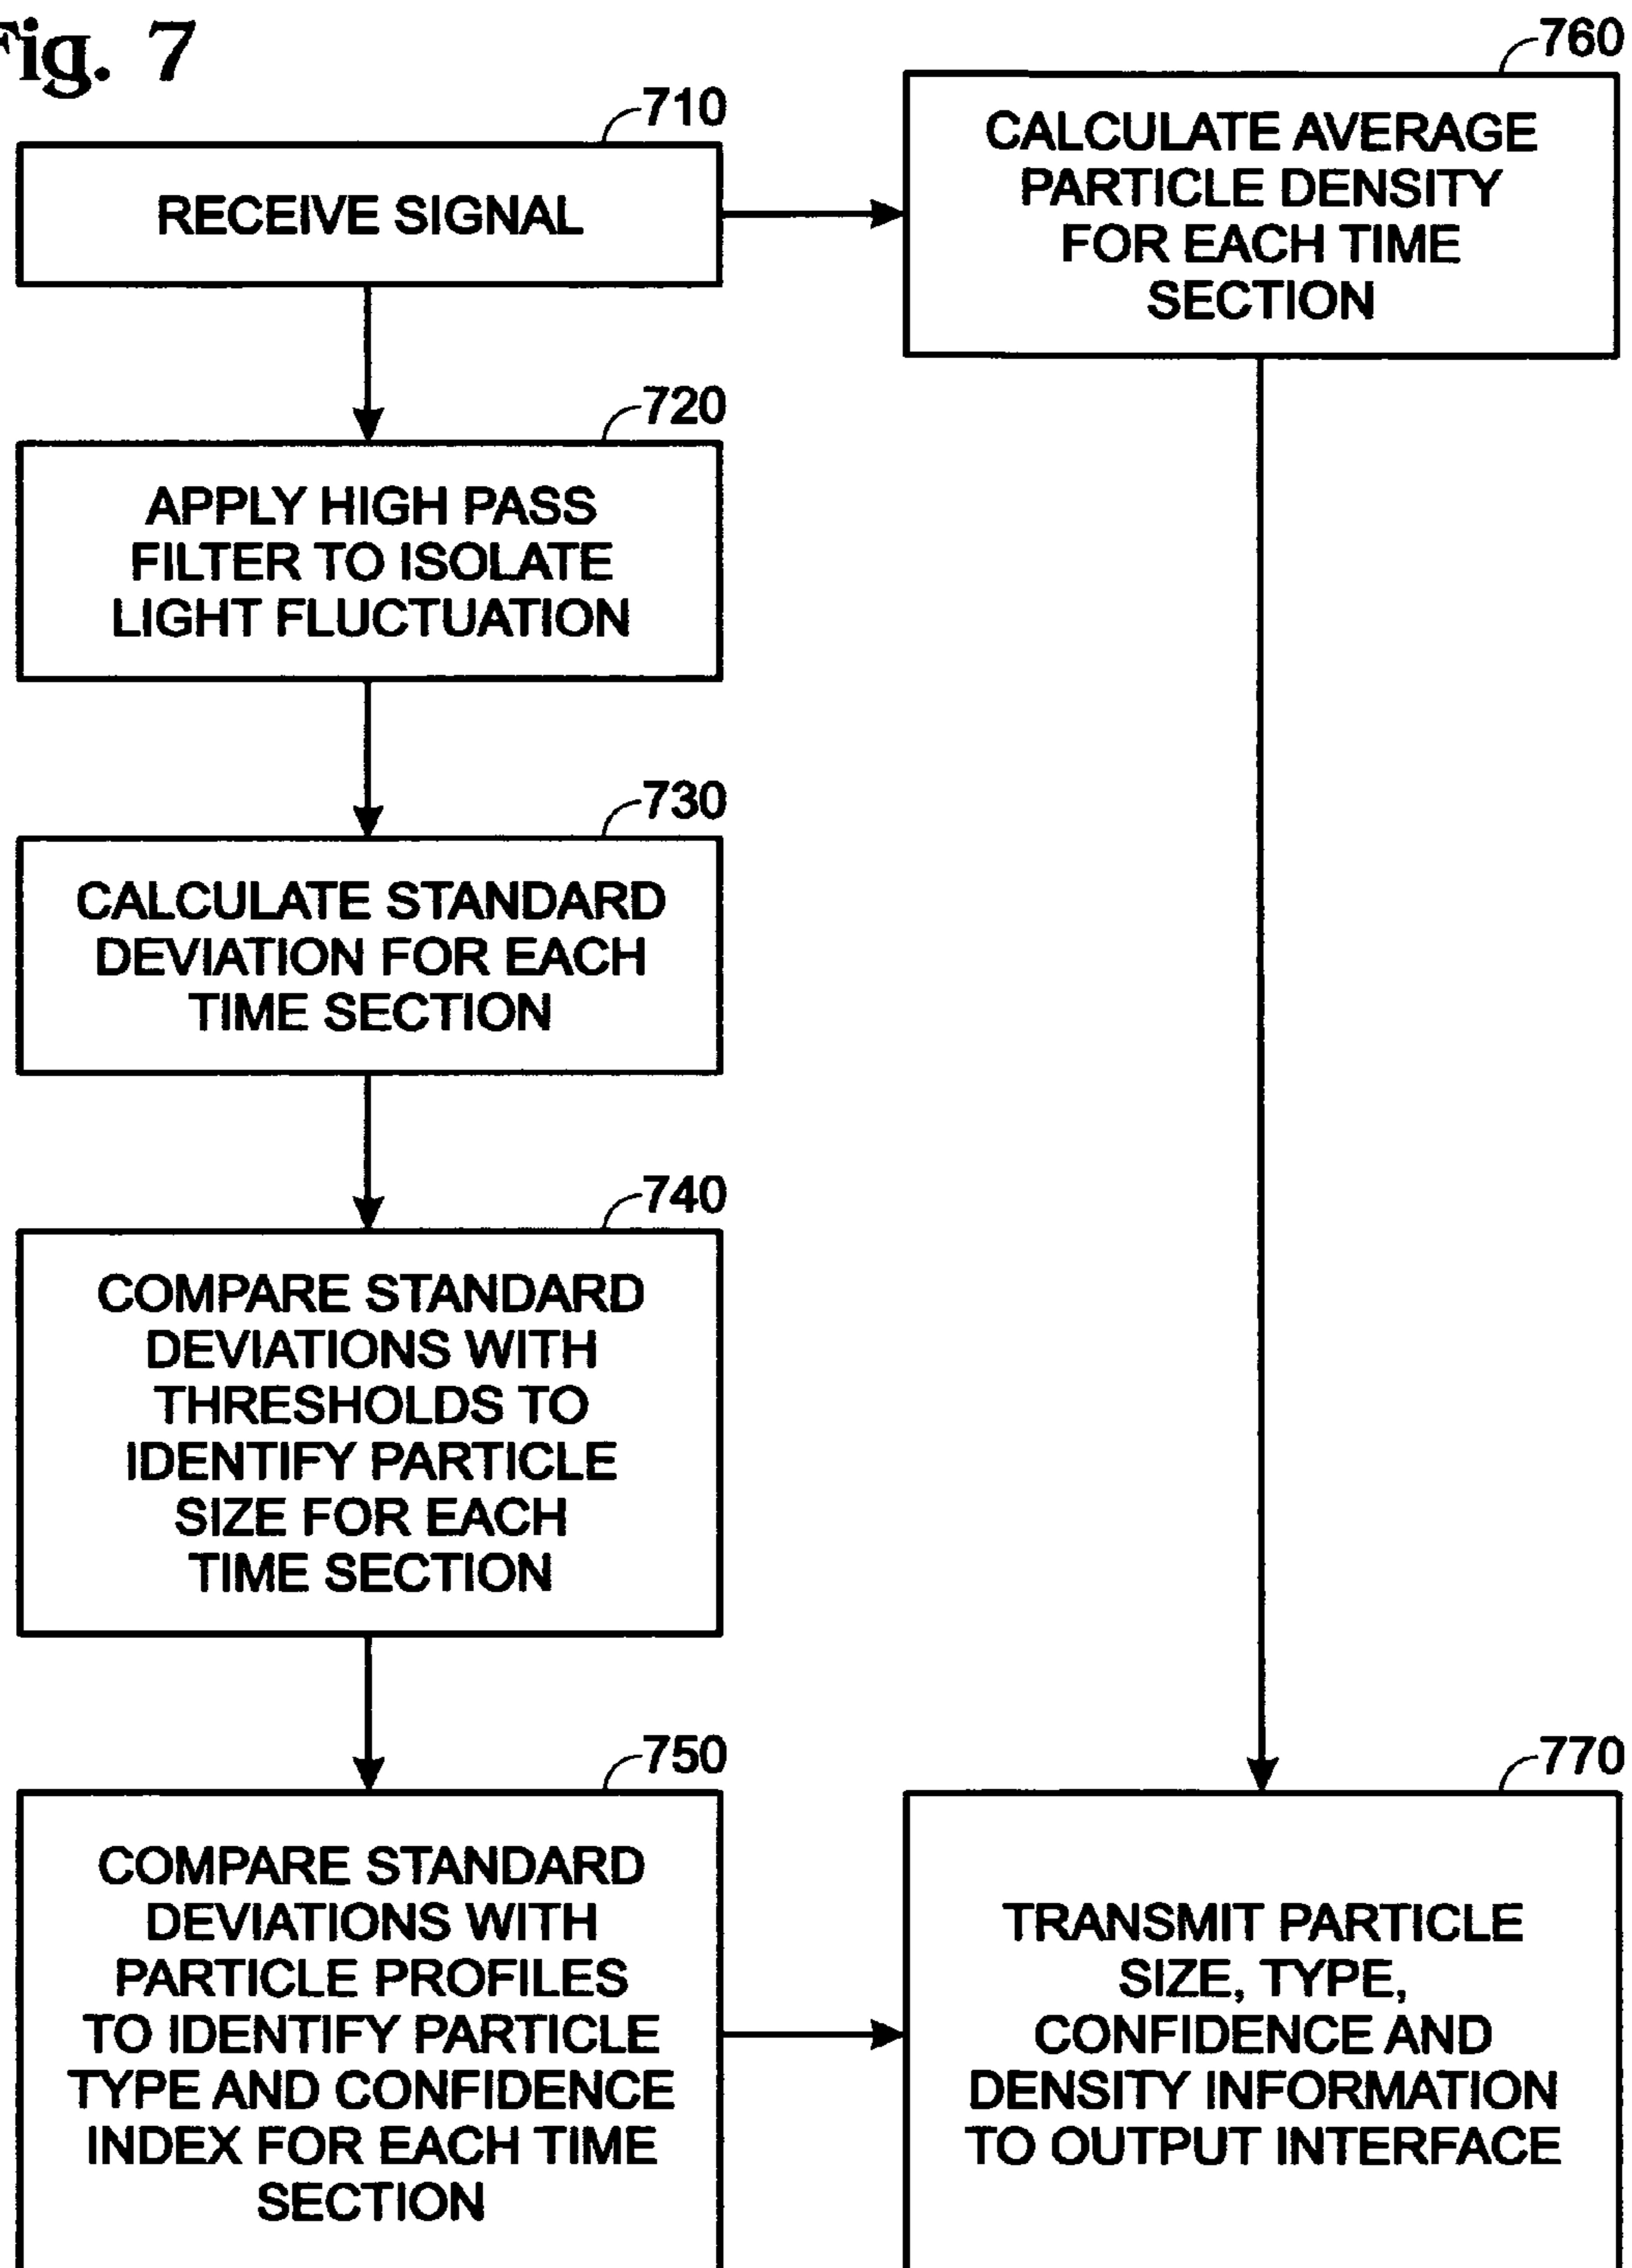 Fig. 7
710
RECEIVE SIGNAL
760
CALCULATE AVERAGE
PARTICLE DENSITY
FOR EACH TIME
SECTION
720
APPLY HIGH PASS
FILTER TO ISOLATE
LIGHT FLUCTUATION
730
CALCULATE STANDARD
DEVIATION FOR EACH
TIME SECTION
740
COMPARE STANDARD
DEVIATIONS WITH
THRESHOLDS TO
IDENTIFY PARTICLE
SIZE FOR EACH
TIME SECTION
750
COMPARE STANDARD
DEVIATIONS WITH
PARTICLE PROFILES
TO IDENTIFY PARTICLE
TYPE AND CONFIDENCE
INDEX FOR EACH TIME
SECTION
770
TRANSMIT PARTICLE
SIZE, TYPE,
CONFIDENCE AND
DENSITY INFORMATION
TO OUTPUT INTERFACE